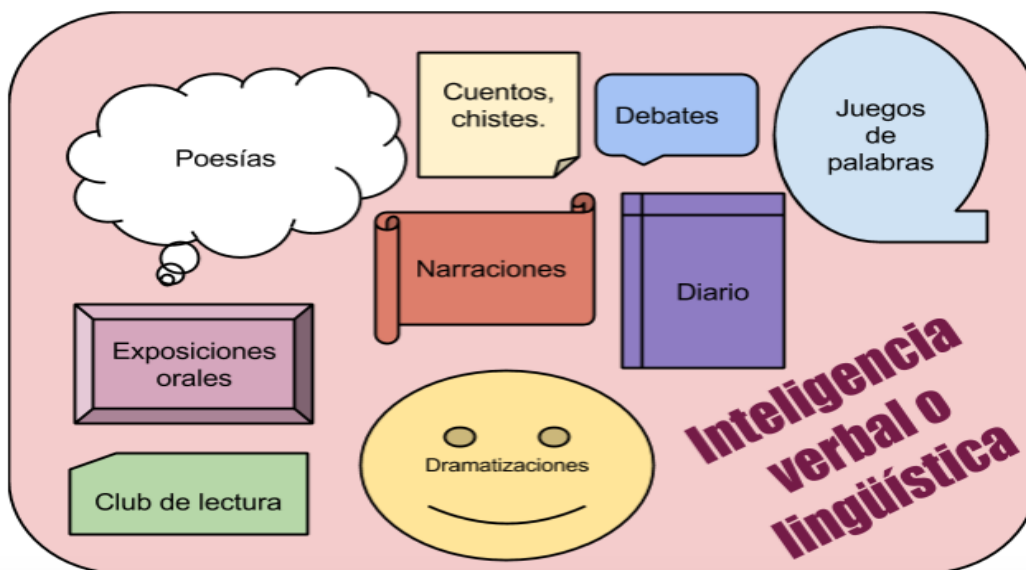 Poesías
Cuentos,
chistes.
Debates
Juegos
de
palabras
Narraciones
Diario
Exposiciones
orales
Dramatizaciones
Club de lectura
Inteligencia
verbal o
lingüística